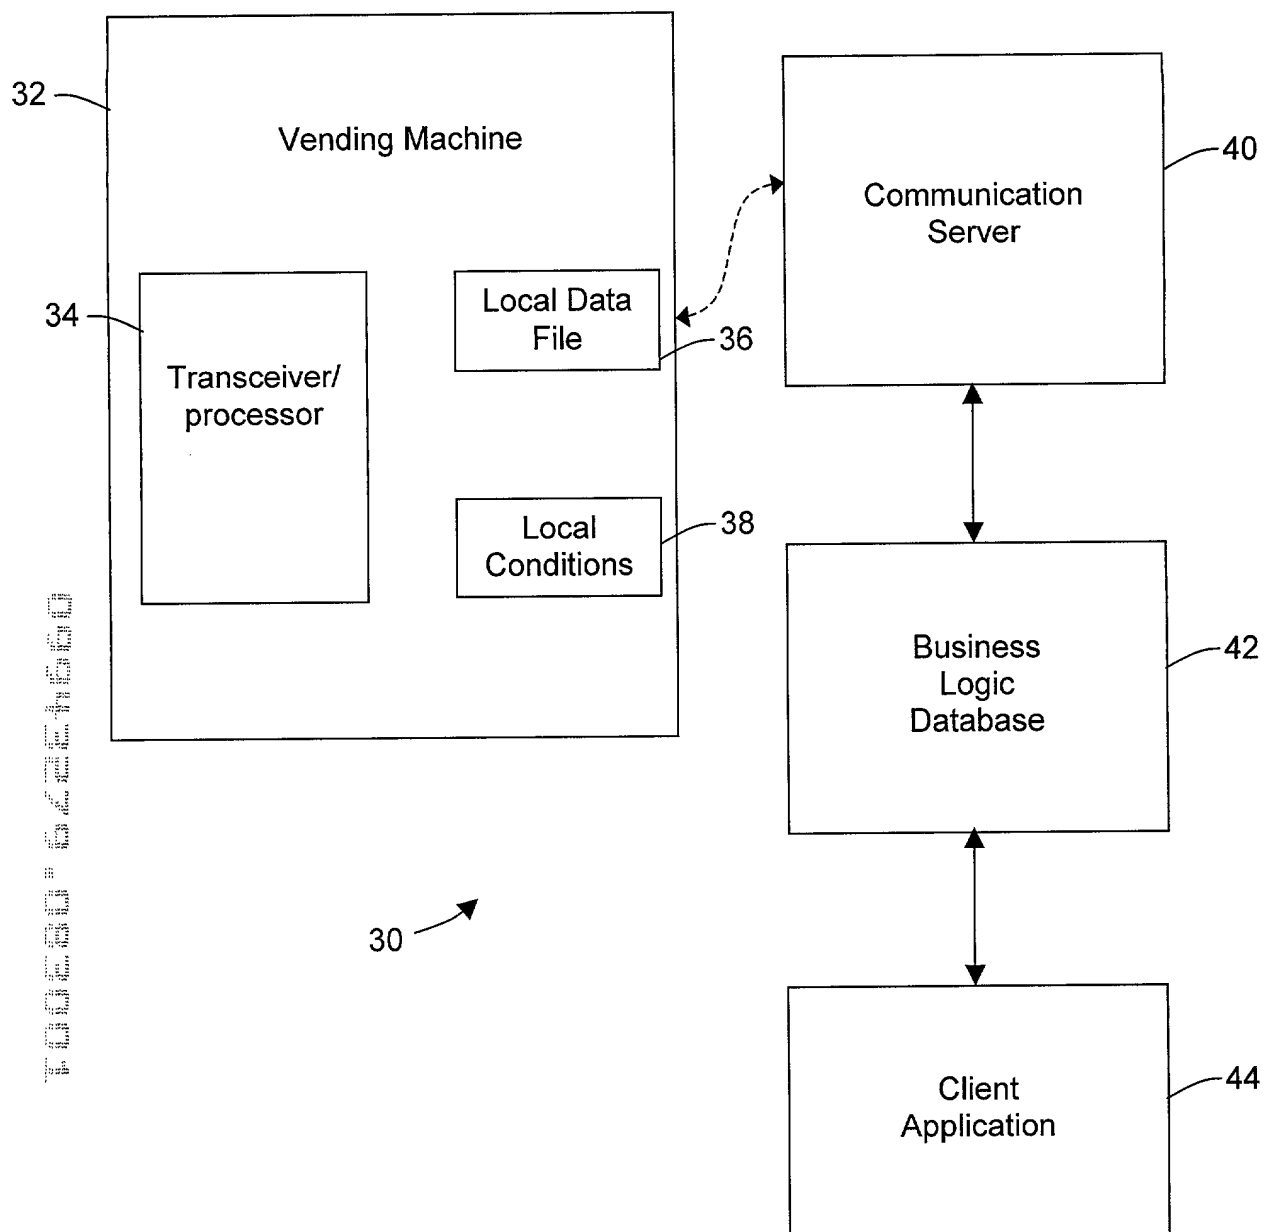 32
Vending Machine
34
Transceiver/
processor
Local Data
File
36
Local
Conditions
38
Communication
Server
40
Business
Logic
Database
42
30
Client
Application
44